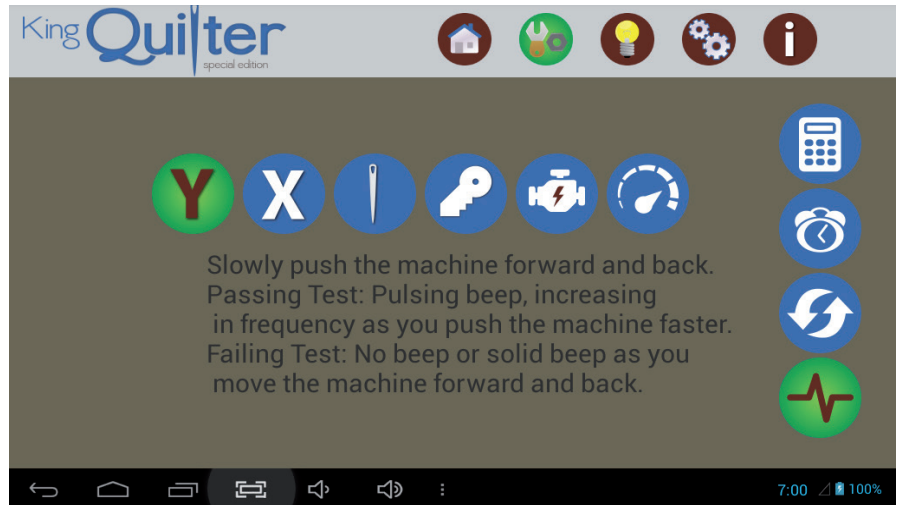 King Quilter
special edition
i
Y X
Slowly push the machine forward and back.
Passing Test: Pulsing beep, increasing
in frequency as you push the machine faster.
Failing Test: No beep or solid beep as you
move the machine forward and back.
7:00 100%